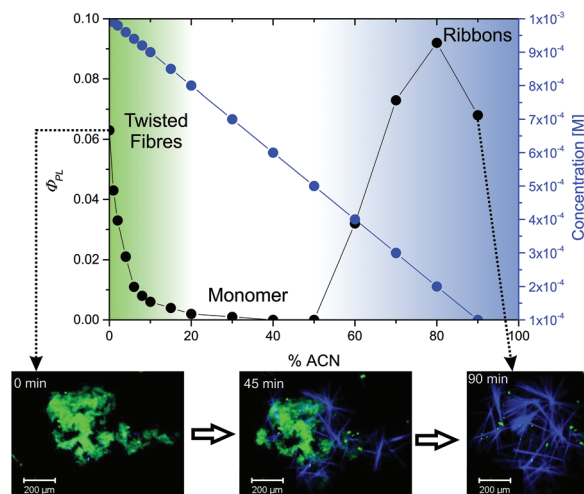 0.10
0.08
0.06
0.04
0.02
0.00
Φ_PL
Twisted
Fibres
Monomer
Ribbons
1x10⁻³
9x10⁻⁴
8x10⁻⁴
7x10⁻⁴
6x10⁻⁴
5x10⁻⁴
4x10⁻⁴
3x10⁻⁴
2x10⁻⁴
1x10⁻⁴
Concentration [M]
0 20 40 60 80 100
% ACN
0 min
200 µm
45 min
200 µm
90 min
200 µm